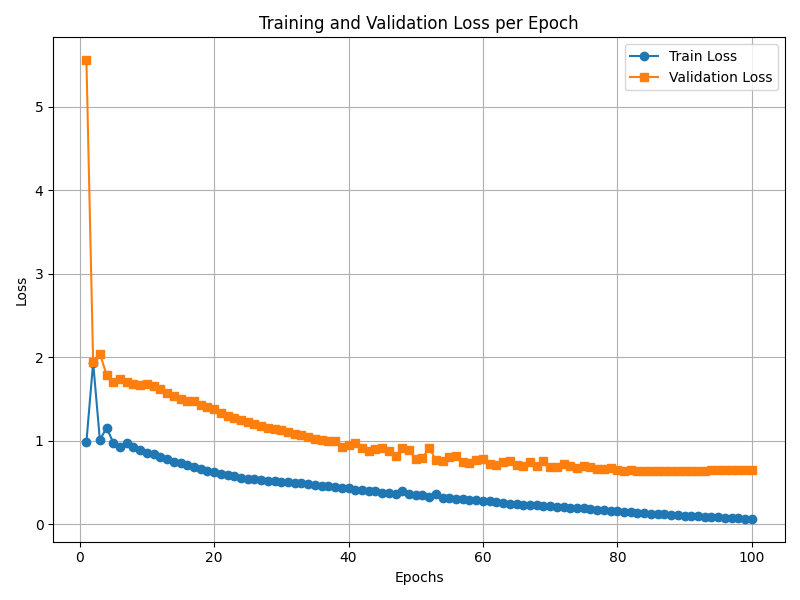 Training and Validation Loss per Epoch
Train Loss
Validation Loss
Loss
5
4
3
2
1
0
0 20 40 60 80 100
Epochs